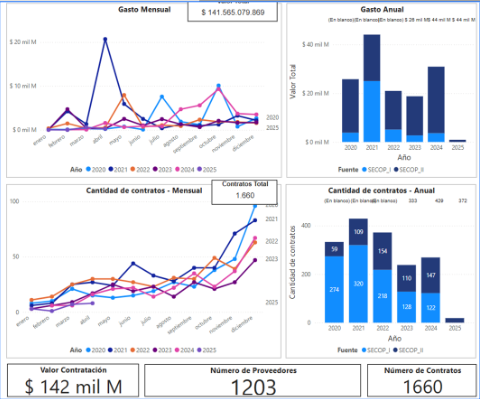 Gasto Mensual
$ 141.565.079.869
$ 20 mil M
$ 10 mil M
$ 0 mil M
enero
febrero
marzo
abril
mayo
junio
julio
agosto
septiembre
octubre
noviembre
diciembre
2020
2025
Año 2020 2021 2022 2023 2024 2025
Gasto Anual
(En blanco) (En blanco) (En blanco) $ 28 mil M $ 44 mil M $ 44 m
Valor Total
$ 40 mil M
$ 20 mil M
$ 0 mil M
2020 2021 2022 2023 2024 2025
Año
Fuente SECOP_I SECOP_II
Cantidad de contratos - Mensual
Contratos Total
1.660
100
50
0
enero
febrero
marzo
abril
mayo
junio
julio
agosto
septiembre
octubre
noviembre
diciembre
2021
2023
2025
Año 2020 2021 2022 2023 2024 2025
Cantidad de contratos - Anual
(En blanco) (En blanco) (En blanco) 333 428 372
Cantidad de contratos
400
200
0
59
109
154
110
147
274
320
218
128
122
2020 2021 2022 2023 2024 2025
Año
Fuente SECOP_I SECOP_II
Valor Contratación
$ 142 mil M
Número de Proveedores
1203
Número de Contratos
1660